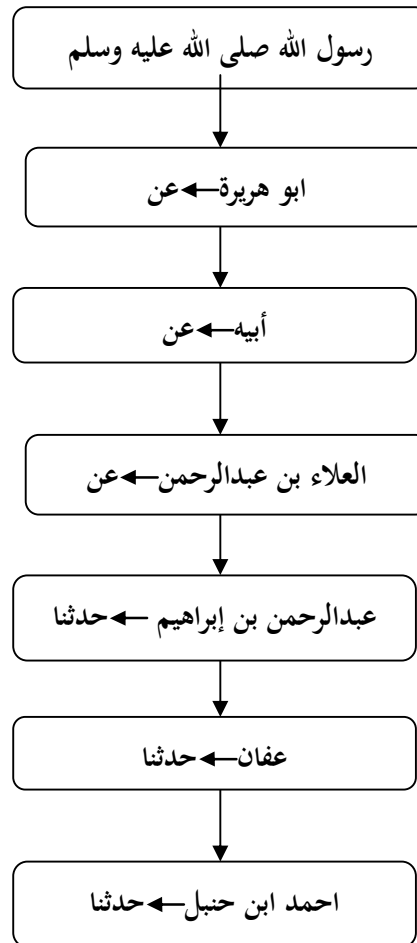 رسول الله صلى الله عليه وسلم
ابو هريرة ← عن
أبيه ← عن
العلاء بن عبدالرحمن ← عن
عبدالرحمن بن إبراهيم ← حدثنا
عفان ← حدثنا
احمد ابن حنبل ← حدثنا